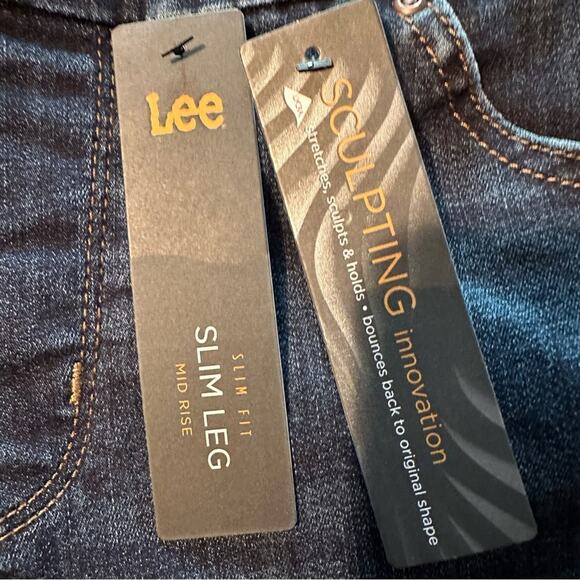 Lee
SLIM FIT
SLIM LEG
MID RISE
SCULPTING innovation
stretches, sculpts & holds • bounces back to original shape